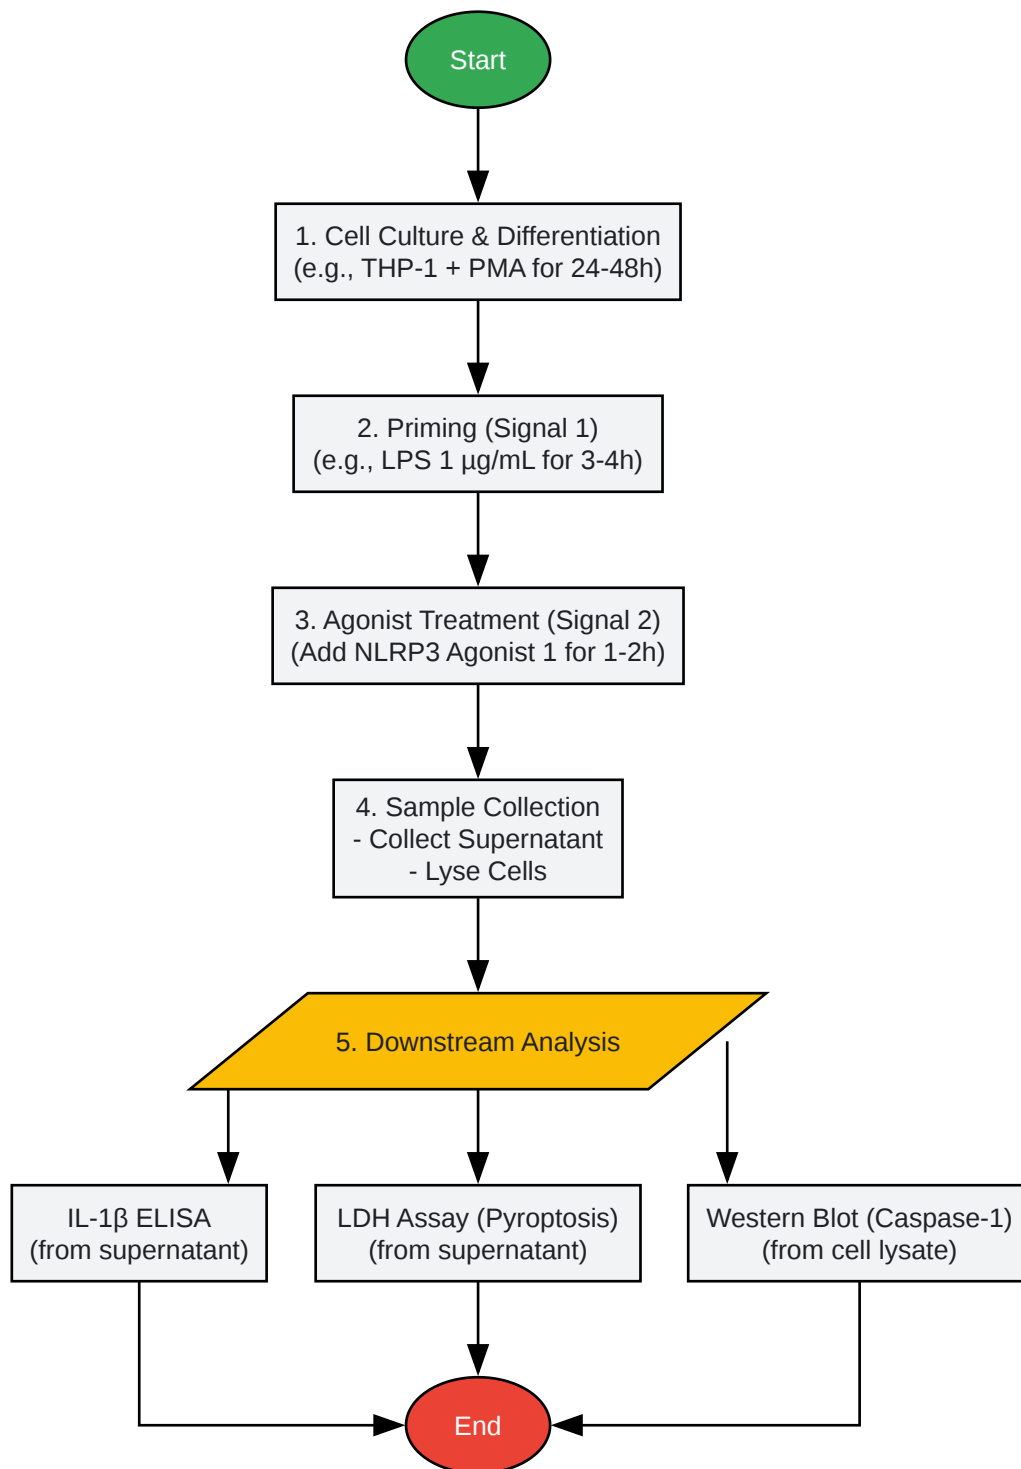 Start
1. Cell Culture & Differentiation
(e.g., THP-1 + PMA for 24-48h)
2. Priming (Signal 1)
(e.g., LPS 1 µg/mL for 3-4h)
3. Agonist Treatment (Signal 2)
(Add NLRP3 Agonist 1 for 1-2h)
4. Sample Collection
- Collect Supernatant
- Lyse Cells
5. Downstream Analysis
IL-1β ELISA
(from supernatant)
LDH Assay (Pyroptosis)
(from supernatant)
Western Blot (Caspase-1)
(from cell lysate)
End